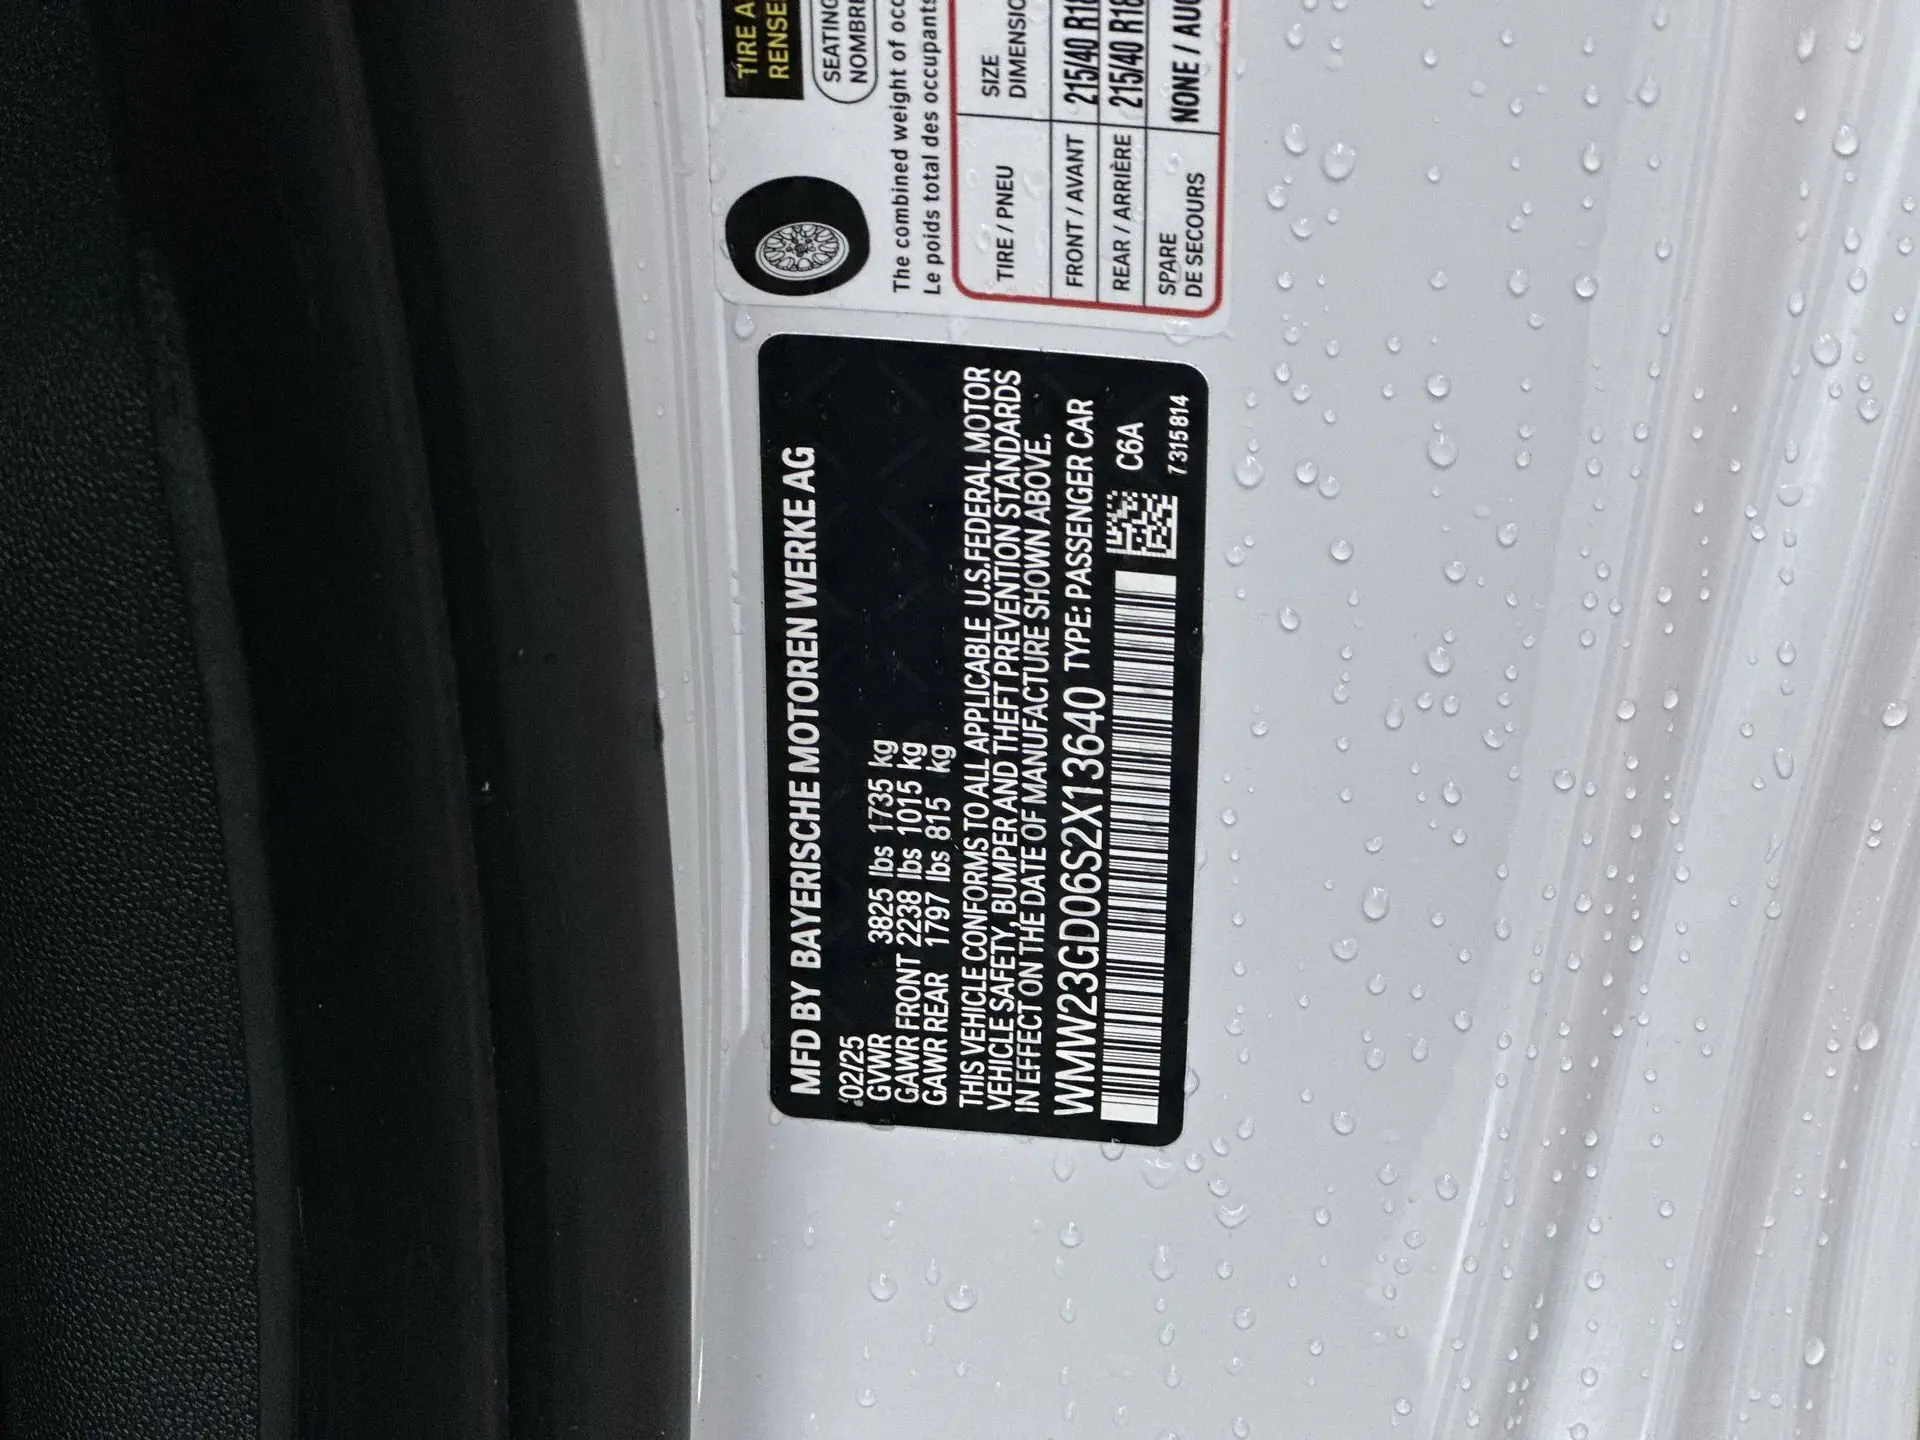 MFD BY BAYERISCHE MOTOREN WERKE AG
02/25
GVWR 3825 lbs 1735 kg
GAWR FRONT 2238 lbs 1015 kg
GAWR REAR 1797 lbs 815 kg
THIS VEHICLE CONFORMS TO ALL APPLICABLE U.S.FEDERAL MOTOR
VEHICLE SAFETY, BUMPER AND THEFT PREVENTION STANDARDS
IN EFFECT ON THE DATE OF MANUFACTURE SHOWN ABOVE.
WMW23GD06S2X13640 TYPE: PASSENGER CAR
C6A
7315814
TIRE A
RENSE
SEATING
NOMBRE
The combined weight of occ
Le poids total des occupants
TIRE / PNEU SIZE
DIMENSIO
FRONT / AVANT 215/40 R18
REAR / ARRIÈRE 215/40 R18
SPARE
DE SECOURS NONE / AUC